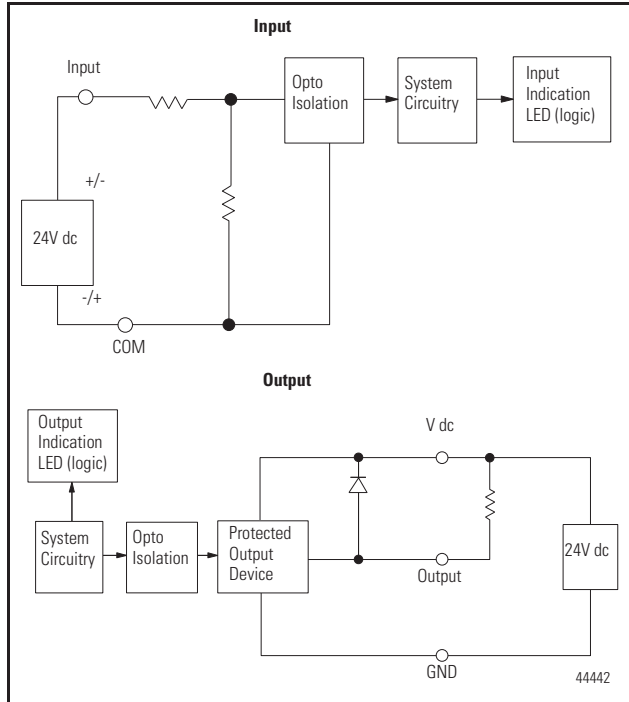 Input
Input
Opto
Isolation
System
Circuitry
Input
Indication
LED (logic)
+/-
24V dc
-/+
COM
Output
Output
Indication
LED (logic)
V dc
System
Circuitry
Opto
Isolation
Protected
Output
Device
24V dc
Output
GND
44442